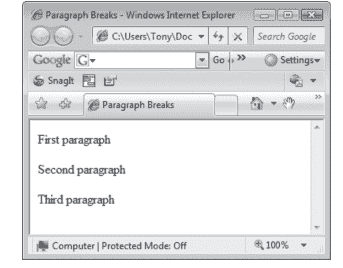 Paragraph Breaks - Windows Internet Explorer
C:\Users\Tony\Doc Search Google
Google G Go » Settings
SnagIt
Paragraph Breaks »
First paragraph
Second paragraph
Third paragraph
Computer | Protected Mode: Off 100%